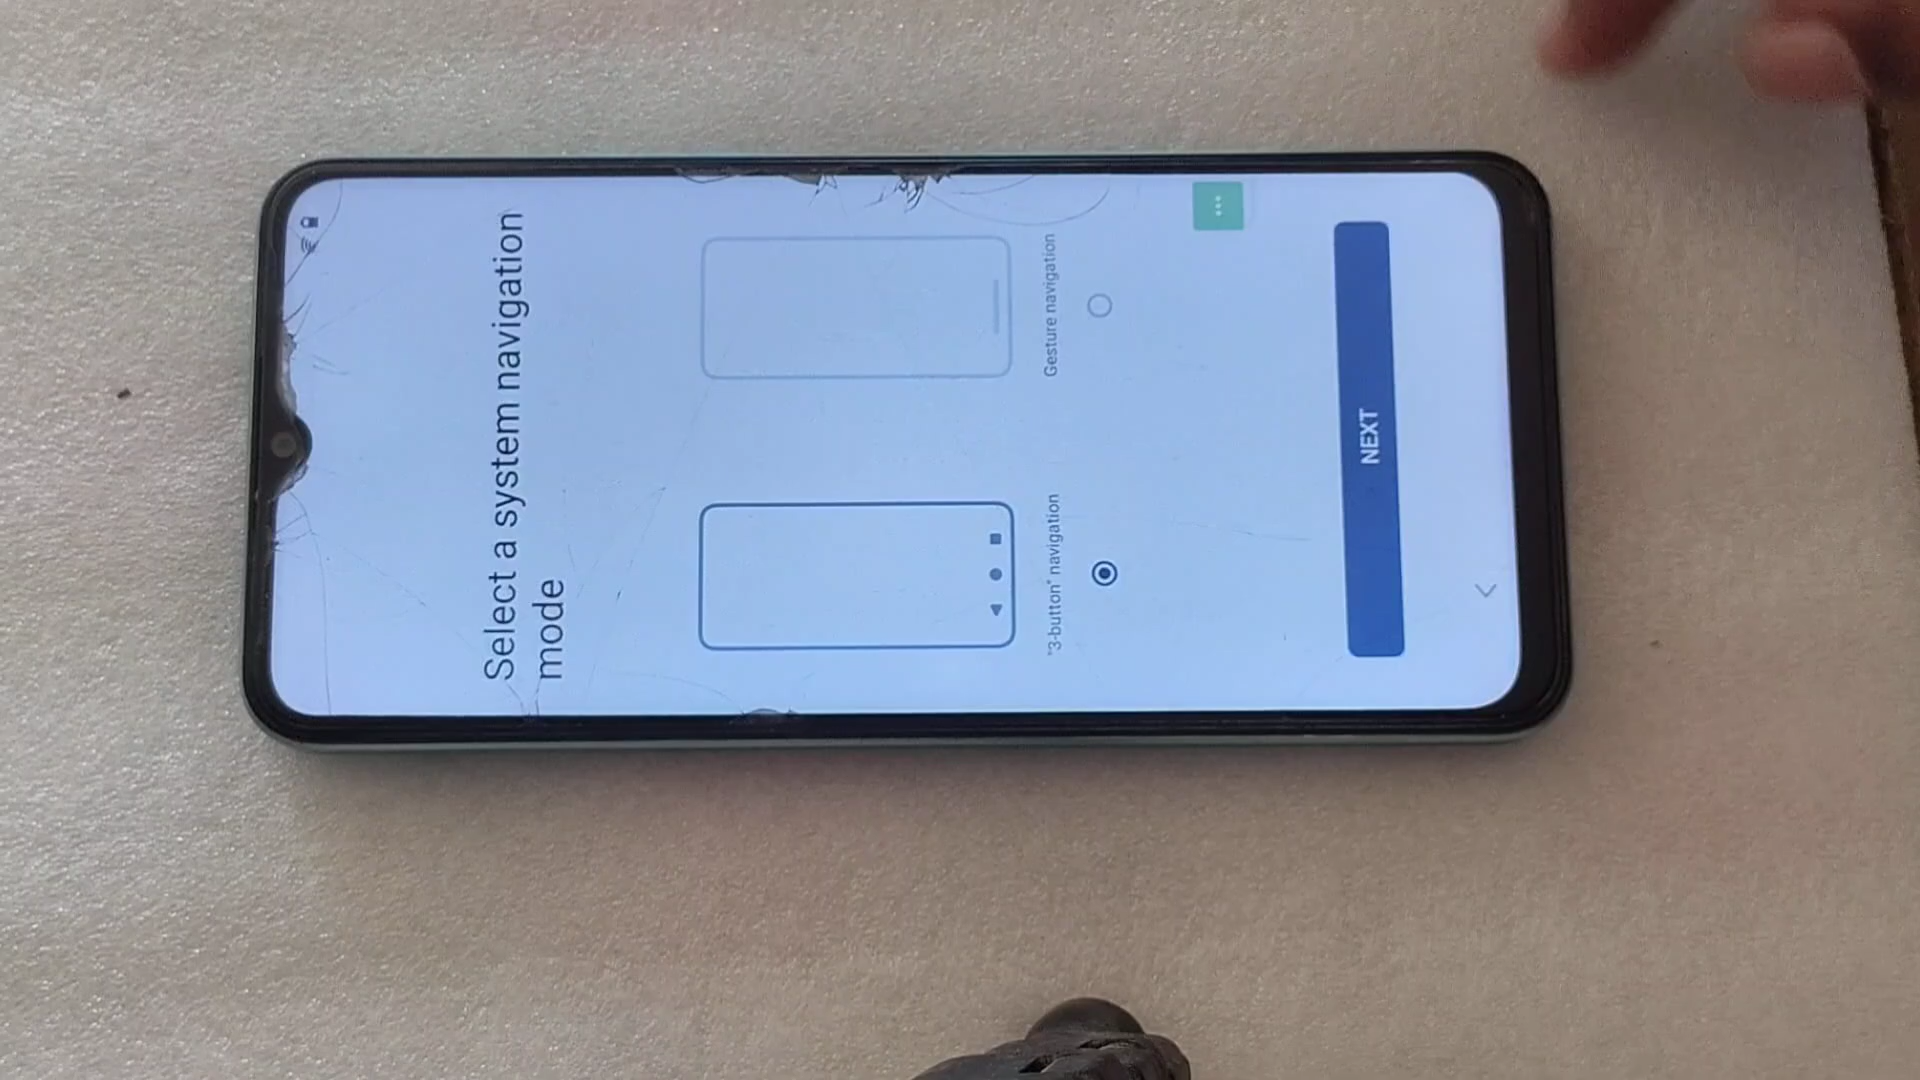 Select a system navigation
mode
"3-button" navigation
Gesture navigation
NEXT